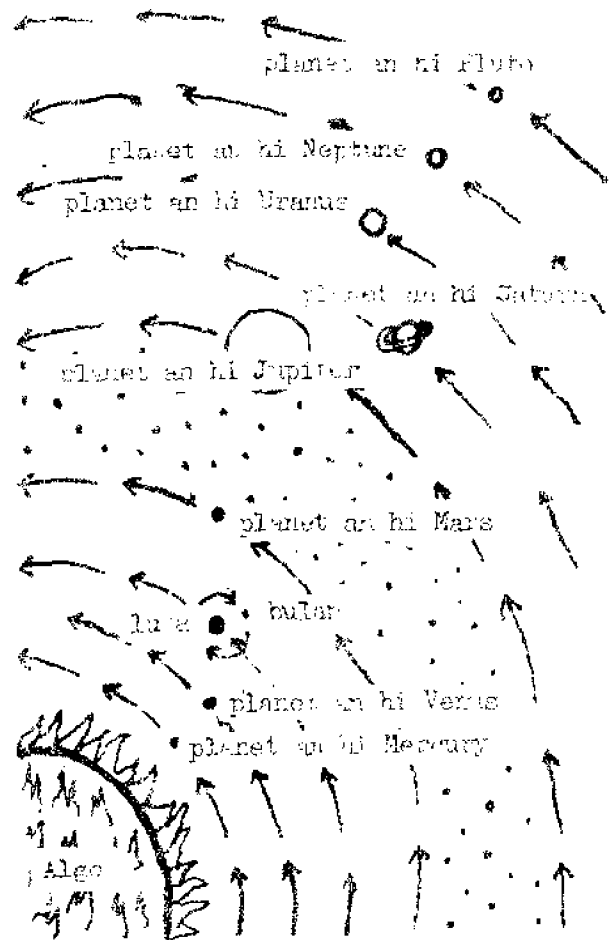 planet an hi Pluto
planet an hi Neptune
planet an hi Uranus
planet an hi Saturn
planet an hi Jupiter
planet an hi Mars
bulan
planet an hi Venus
planet an hi Mercury
Algo